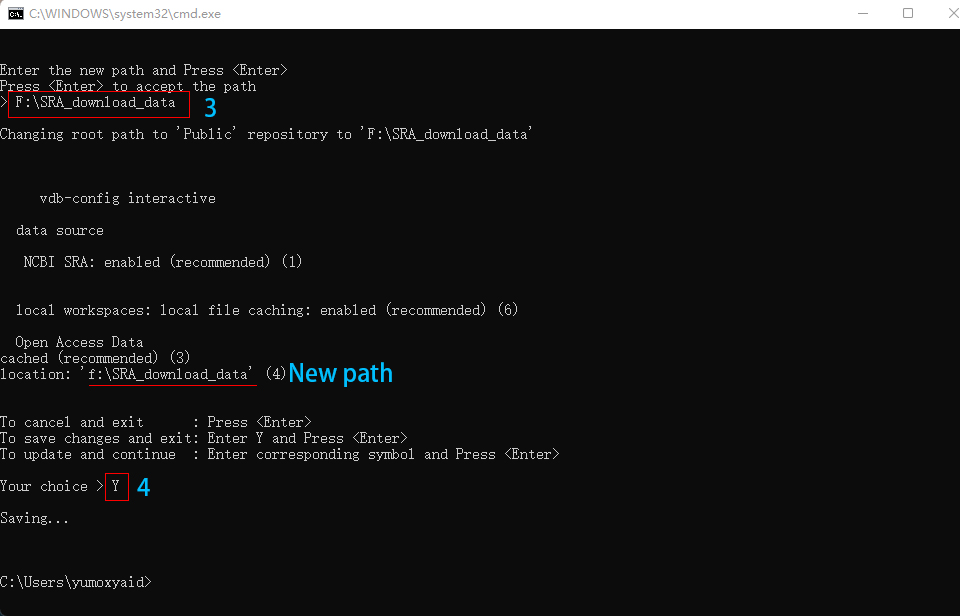 C:\WINDOWS\system32\cmd.exe
Enter the new path and Press <Enter>
Press <Enter> to accept the path
> F:\SRA_download_data 3
Changing root path to 'Public' repository to 'F:\SRA_download_data'
vdb-config interactive
data source
NCBI SRA: enabled (recommended) (1)
local workspaces: local file caching: enabled (recommended) (6)
Open Access Data
cached (recommended) (3)
location: 'f:\SRA_download_data' (4) New path
To cancel and exit      : Press <Enter>
To save changes and exit: Enter Y and Press <Enter>
To update and continue  : Enter corresponding symbol and Press <Enter>
Your choice > Y 4
Saving...
C:\Users\yumoxyaid>